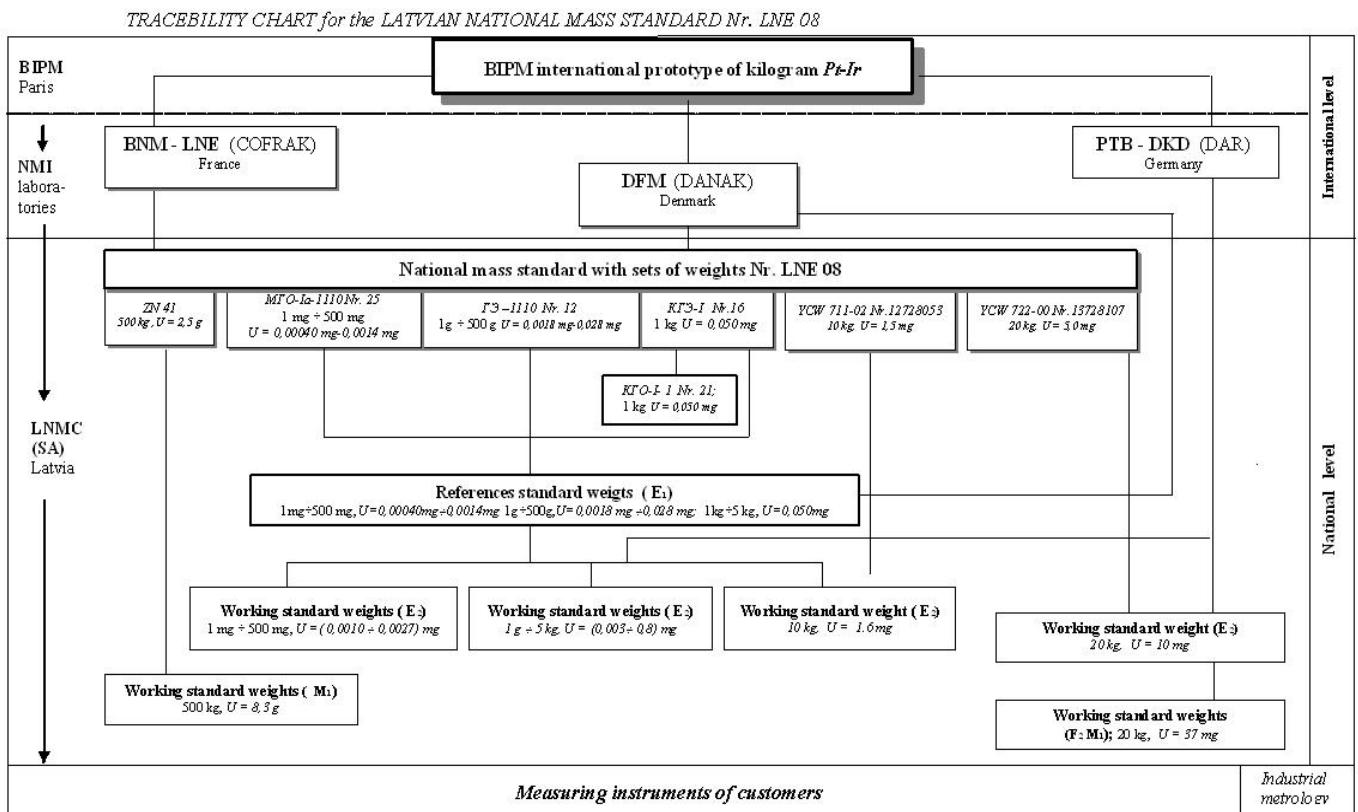 TRACEBILITY CHART for the LATVIAN NATIONAL MASS STANDARD Nr. LNE 08
BIPM
Paris
BIPM international prototype of kilogram Pt-Ir
International level
NMI
labora-
tories
BNM - LNE (COFRAK)
France
DFM (DANAK)
Denmark
PTB - DKD (DAR)
Germany
National mass standard with sets of weights Nr. LNE 08
ZN 41
500 kg, U = 2,5 g
МГО-Iа-1110 Nr. 25
1 mg ÷ 500 mg
U = 0,00040 mg-0,0014 mg
ГЭ-1110 Nr. 12
1g ÷ 500 g U = 0,0018 mg-0,028 mg
КГЭ-I Nr.16
1 kg U = 0,050 mg
YCW 711-02 Nr.12728053
10 kg, U = 1,5 mg
YCW 722-00 Nr.13728107
20 kg, U = 3,0 mg
КГО-I- 1 Nr. 21;
1 kg U = 0,050 mg
LNMC
(SA)
Latvia
National level
References standard weigts ( E1)
1mg÷500 mg, U=0,00040mg÷0,0014mg 1g÷500g,U=0,0018 mg ÷0,028 mg; 1kg÷5 kg, U=0,050mg
Working standard weights ( E2)
1 mg ÷ 500 mg, U = ( 0,0010 ÷ 0,0027) mg
Working standard weights ( E2)
1 g ÷ 5 kg, U = (0,003÷ 0,8) mg
Working standard weight ( E2)
10 kg, U = 1.6 mg
Working standard weight (E2)
20 kg, U = 10 mg
Working standard weights ( M1)
500 kg, U = 8,3 g
Working standard weights
(F2 M1); 20 kg, U = 37 mg
Measuring instruments of customers
Industrial
metrology